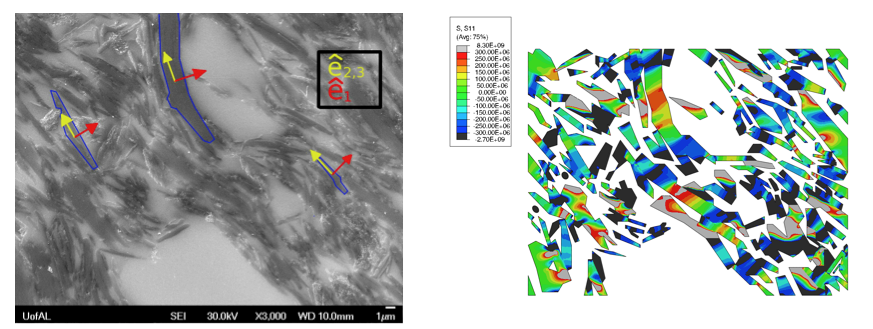 ê2,3
ê1
UofAL SEI 30.0kV X3,000 WD 10.0mm 1μm
S, S11
(Avg: 75%)
8.30E+09
300.00E+06
250.00E+06
200.00E+06
150.00E+06
100.00E+06
50.00E+06
0.00E+00
-50.00E+06
-100.00E+06
-150.00E+06
-200.00E+06
-250.00E+06
-300.00E+06
-2.70E+09